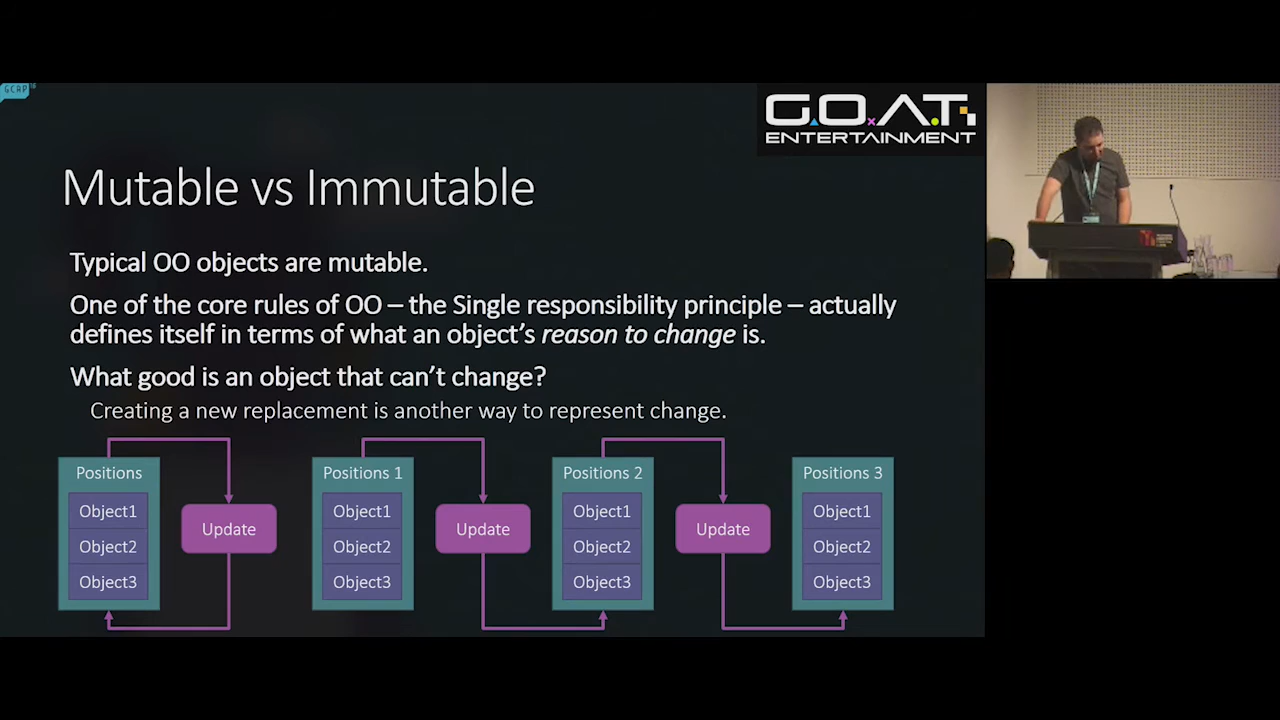 GCAP
G.O.A.T.
ENTERTAINMENT
Mutable vs Immutable
Typical OO objects are mutable.
One of the core rules of OO – the Single responsibility principle – actually
defines itself in terms of what an object's reason to change is.
What good is an object that can't change?
Creating a new replacement is another way to represent change.
Positions
Object1
Object2
Object3
Update
Positions 1
Object1
Object2
Object3
Update
Positions 2
Object1
Object2
Object3
Update
Positions 3
Object1
Object2
Object3